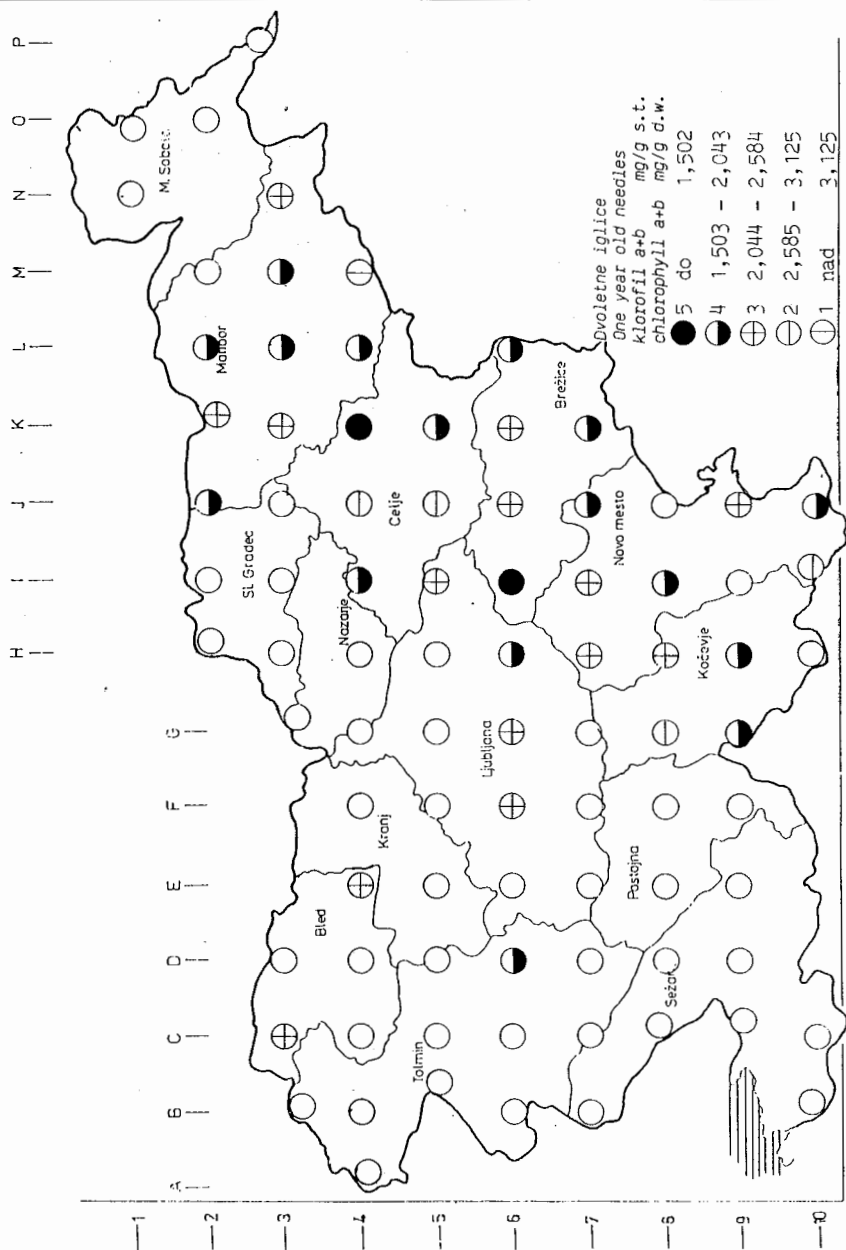 A
B
C
D
E
F
G
H
I
J
K
L
M
N
O
P
1
2
3
4
5
6
7
8
9
10
M. Sobota
Maribor
Sl. Gradec
Nazarje
Celje
Brežice
Novo mesto
Kočevje
Ljubljana
Kranj
Bled
Tolmin
Postojna
Sežana
Dvoletne iglice
One year old needles
klorofil a+b mg/g s.t.
chlorophyll a+b mg/g d.w.
5 do 1,502
4 1,503 - 2,043
3 2,044 - 2,584
2 2,585 - 3,125
1 nad 3,125